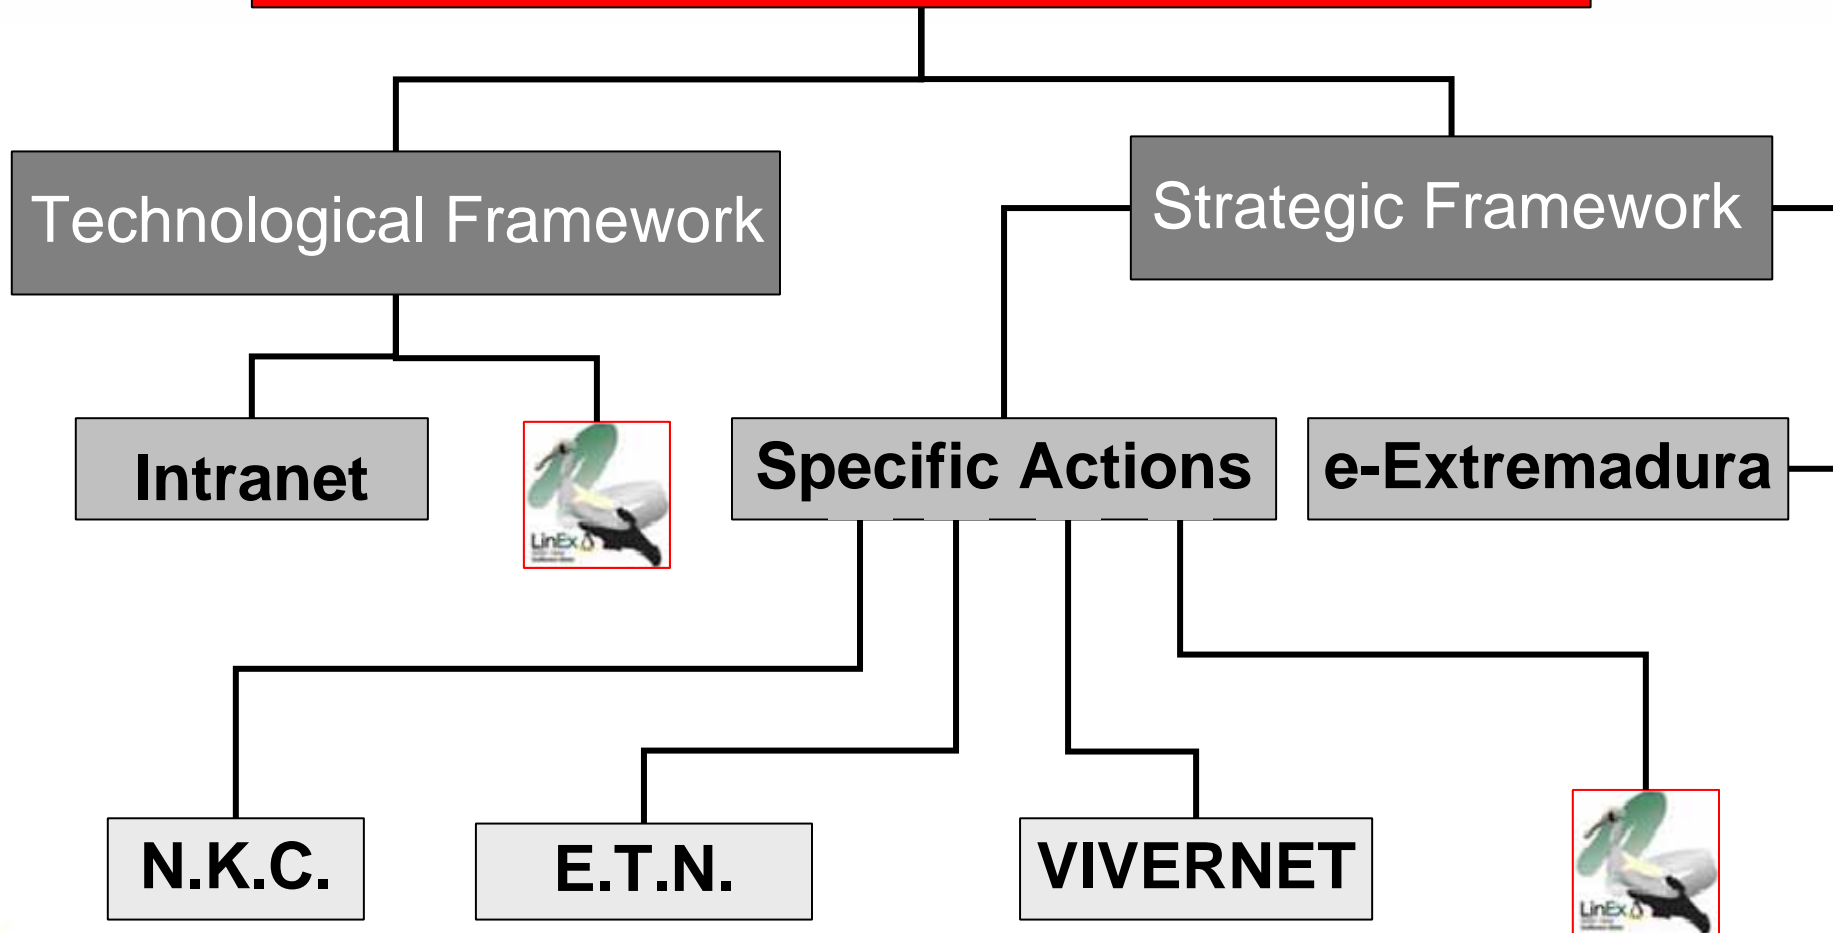 Technological Framework
Strategic Framework
Intranet
LinEx
Specific Actions
e-Extremadura
N.K.C.
E.T.N.
VIVERNET
LinEx